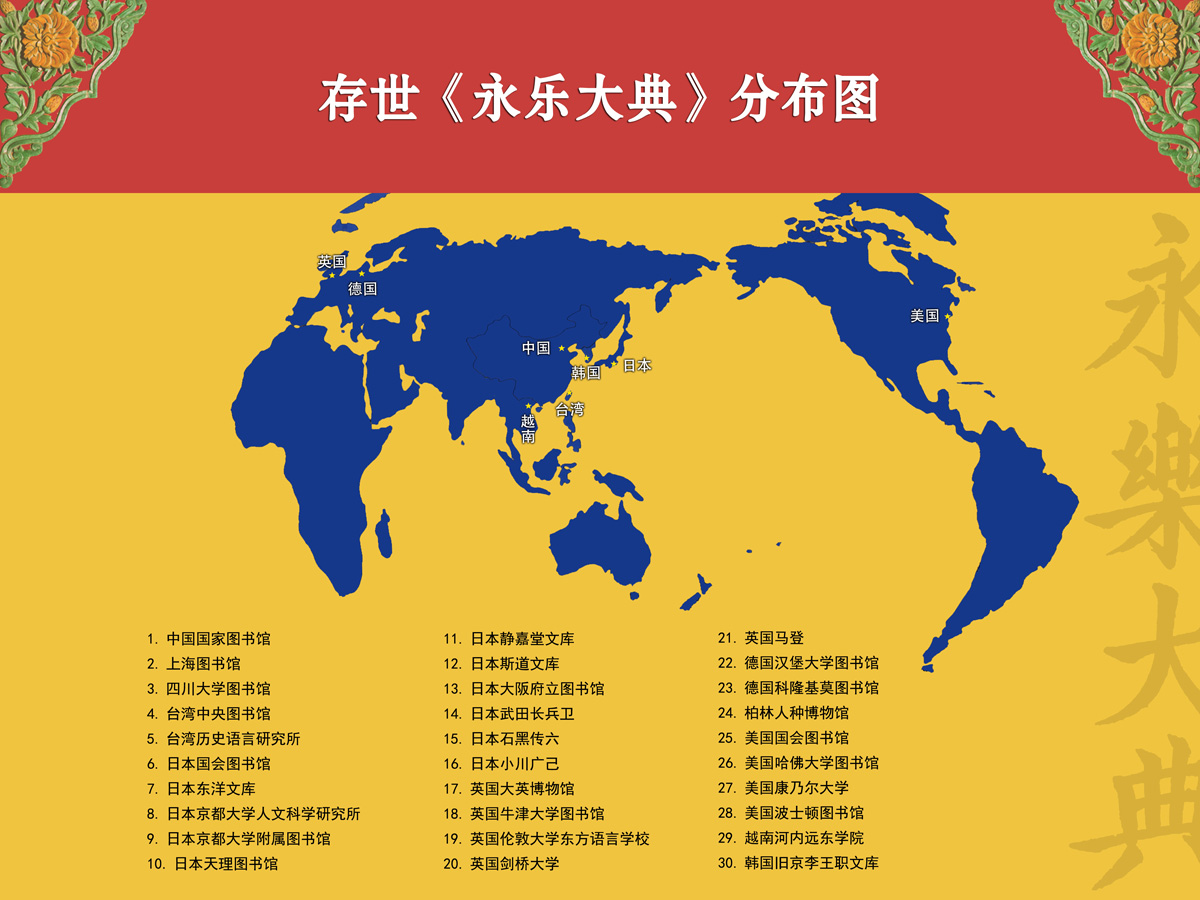 存世《永乐大典》分布图
英国
德国
美国
中国
韩国
日本
台湾
越南
永樂大典
1. 中国国家图书馆
2. 上海图书馆
3. 四川大学图书馆
4. 台湾中央图书馆
5. 台湾历史语言研究所
6. 日本国会图书馆
7. 日本东洋文库
8. 日本京都大学人文科学研究所
9. 日本京都大学附属图书馆
10. 日本天理图书馆
11. 日本静嘉堂文库
12. 日本斯道文库
13. 日本大阪府立图书馆
14. 日本武田长兵卫
15. 日本石黑传六
16. 日本小川广己
17. 英国大英博物馆
18. 英国牛津大学图书馆
19. 英国伦敦大学东方语言学校
20. 英国剑桥大学
21. 英国马登
22. 德国汉堡大学图书馆
23. 德国科隆基莫图书馆
24. 柏林人种博物馆
25. 美国国会图书馆
26. 美国哈佛大学图书馆
27. 美国康乃尔大学
28. 美国波士顿图书馆
29. 越南河内远东学院
30. 韩国旧京李王职文库